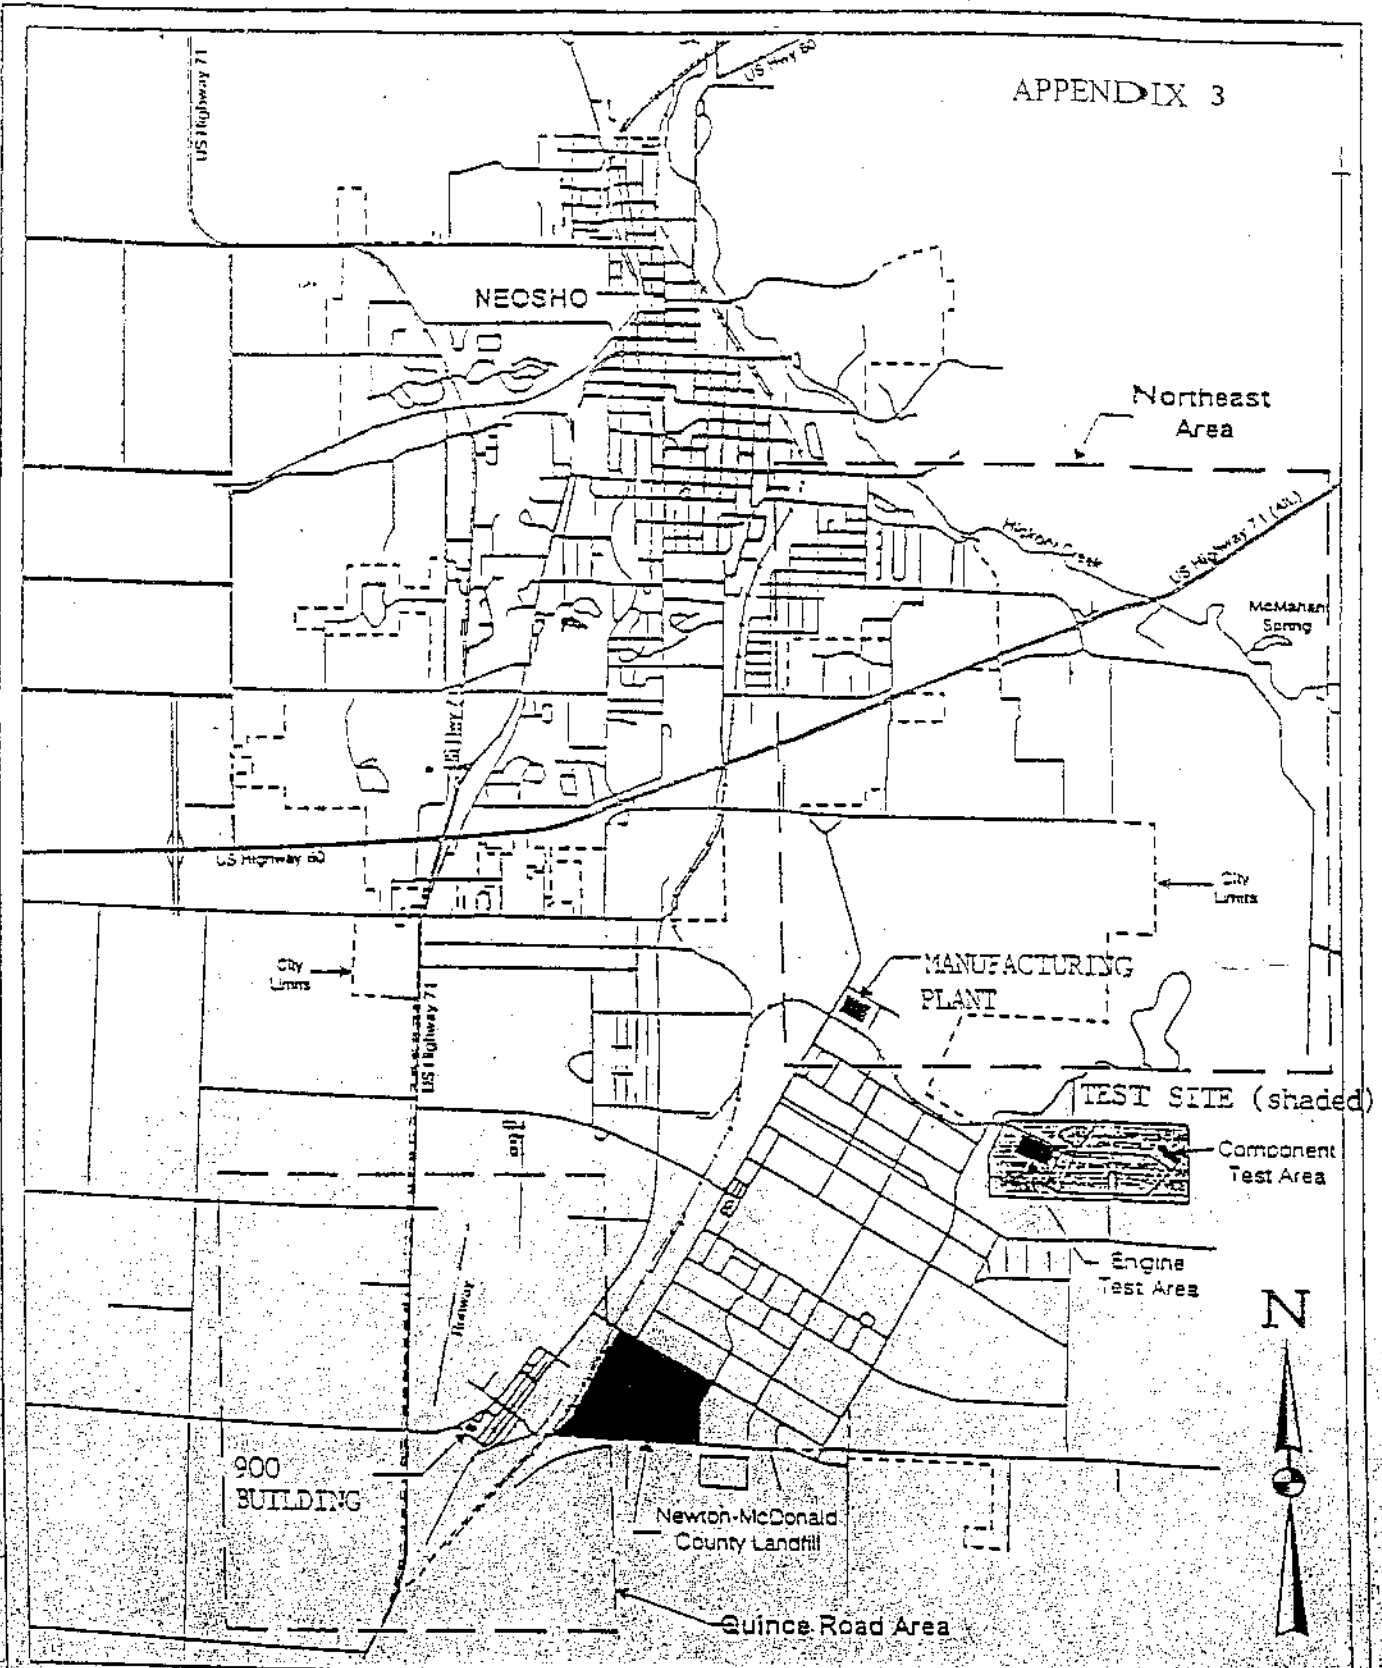 APPENDIX 3
US Highway 71
US Hwy 60
NEOSHO
Northeast
Area
Hickory Creek
US Highway 71 (Alt.)
McMahan
Spring
US Highway 60
City
Limits
City
Limits
MANUFACTURING
PLANT
US Highway 71
TEST SITE (shaded)
Component
Test Area
Engine
Test Area
Runway
N
900
BUILDING
Newton-McDonald
County Landfill
Quince Road Area